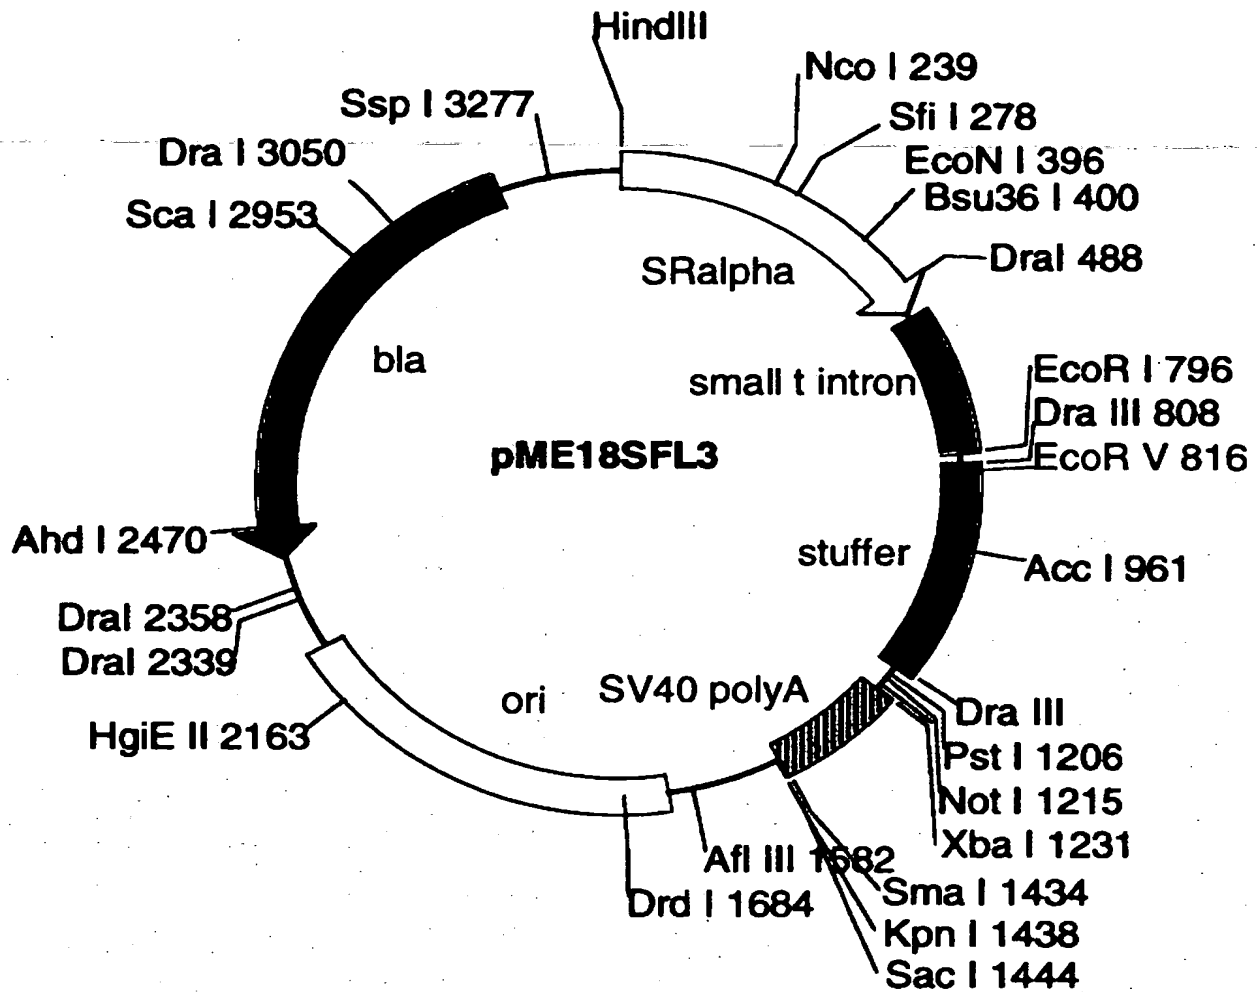 HindIII
Nco I 239
Ssp I 3277
Sfi I 278
Dra I 3050
EcoN I 396
Bsu36 I 400
Sca I 2953
SRalpha
DraI 488
bla
small t intron
EcoR I 796
Dra III 808
pME18SFL3
EcoR V 816
Ahd I 2470
stuffer
Acc I 961
DraI 2358
DraI 2339
ori
SV40 polyA
HgiE II 2163
Dra III
Pst I 1206
Not I 1215
Xba I 1231
Afl III 1582
Drd I 1684
Sma I 1434
Kpn I 1438
Sac I 1444